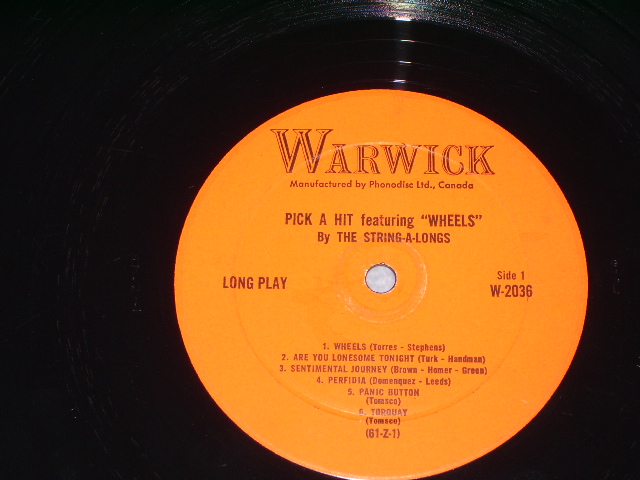 WARWICK
Manufactured by Phonodisc Ltd., Canada
PICK A HIT featuring "WHEELS"
By THE STRING-A-LONGS
LONG PLAY
Side 1
W-2036
1. WHEELS (Torres - Stephens)
2. ARE YOU LONESOME TONIGHT (Turk - Handman)
3. SENTIMENTAL JOURNEY (Brown - Homer - Green)
4. PERFIDIA (Domenquez - Leeds)
5. PANIC BUTTON
(Tomsco)
6. TORQUAY
(Tomsco)
(61-Z-1)